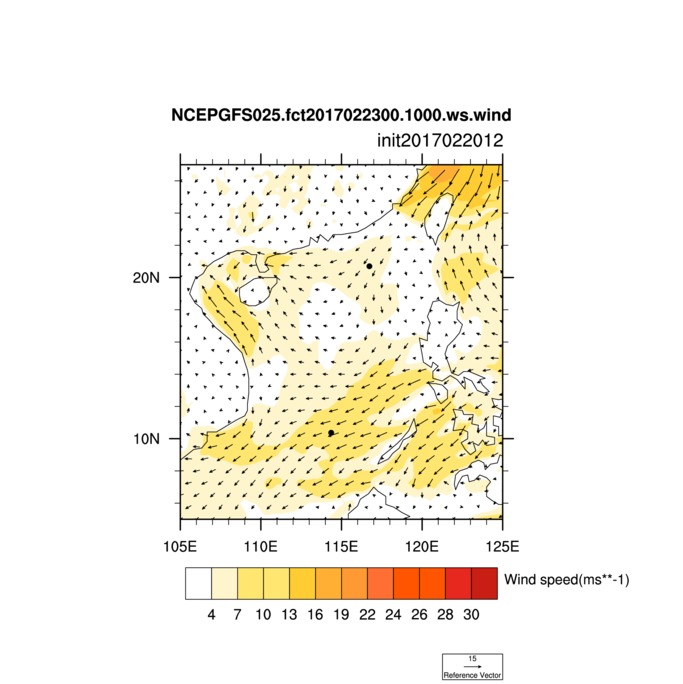 NCEPGFS025.fct2017022300.1000.ws.wind
init2017022012
20N
10N
105E 110E 115E 120E 125E
Wind speed(ms**-1)
4 7 10 13 16 19 22 24 26 28 30
15
Reference Vector